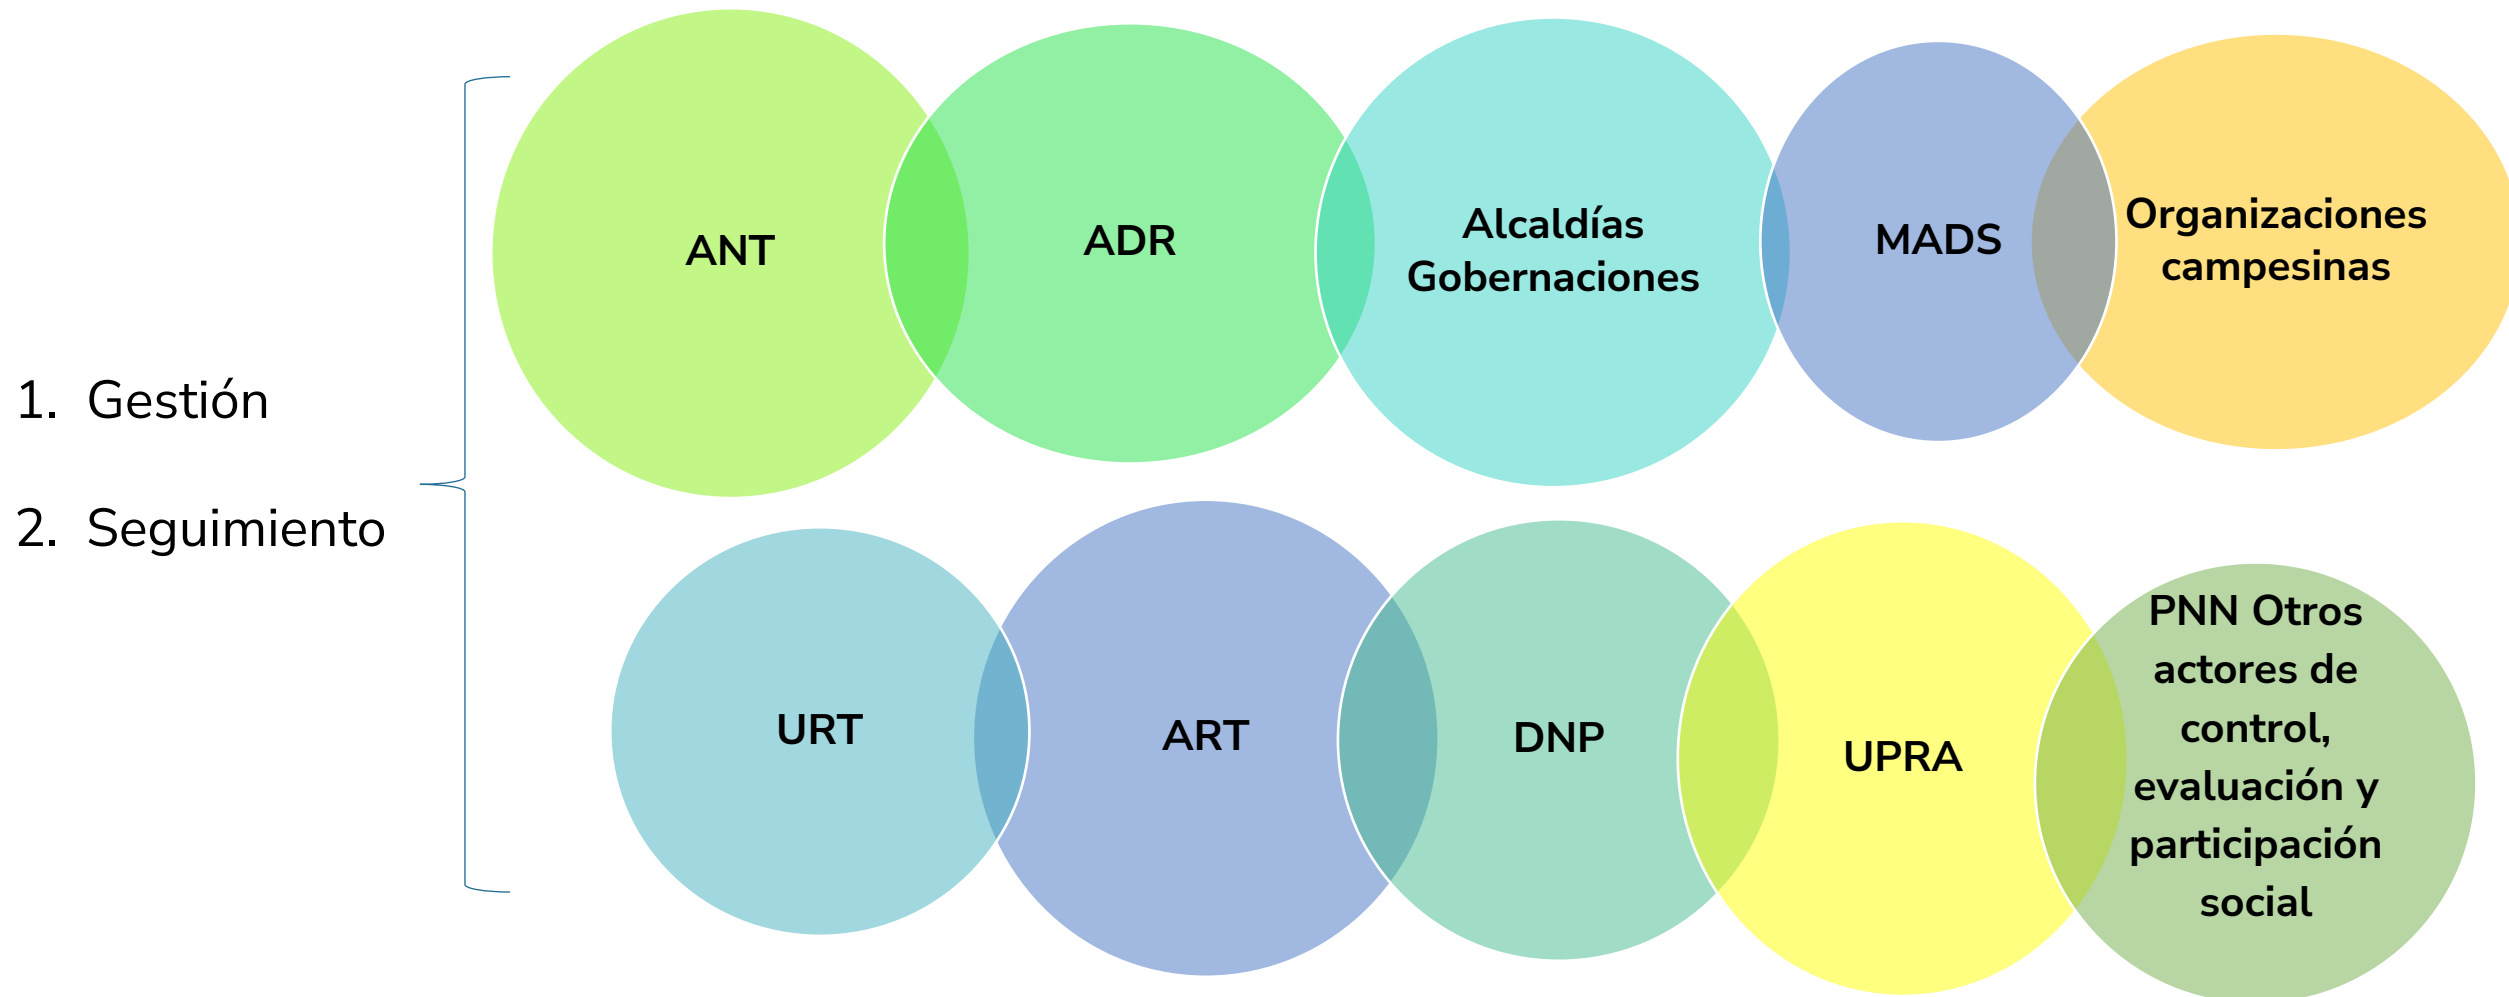 1. Gestión
2. Seguimiento
ANT
ADR
Alcaldías
Gobernaciones
MADS
Organizaciones
campesinas
URT
ART
DNP
UPRA
PNN Otros
actores de
control,
evaluación y
participación
social